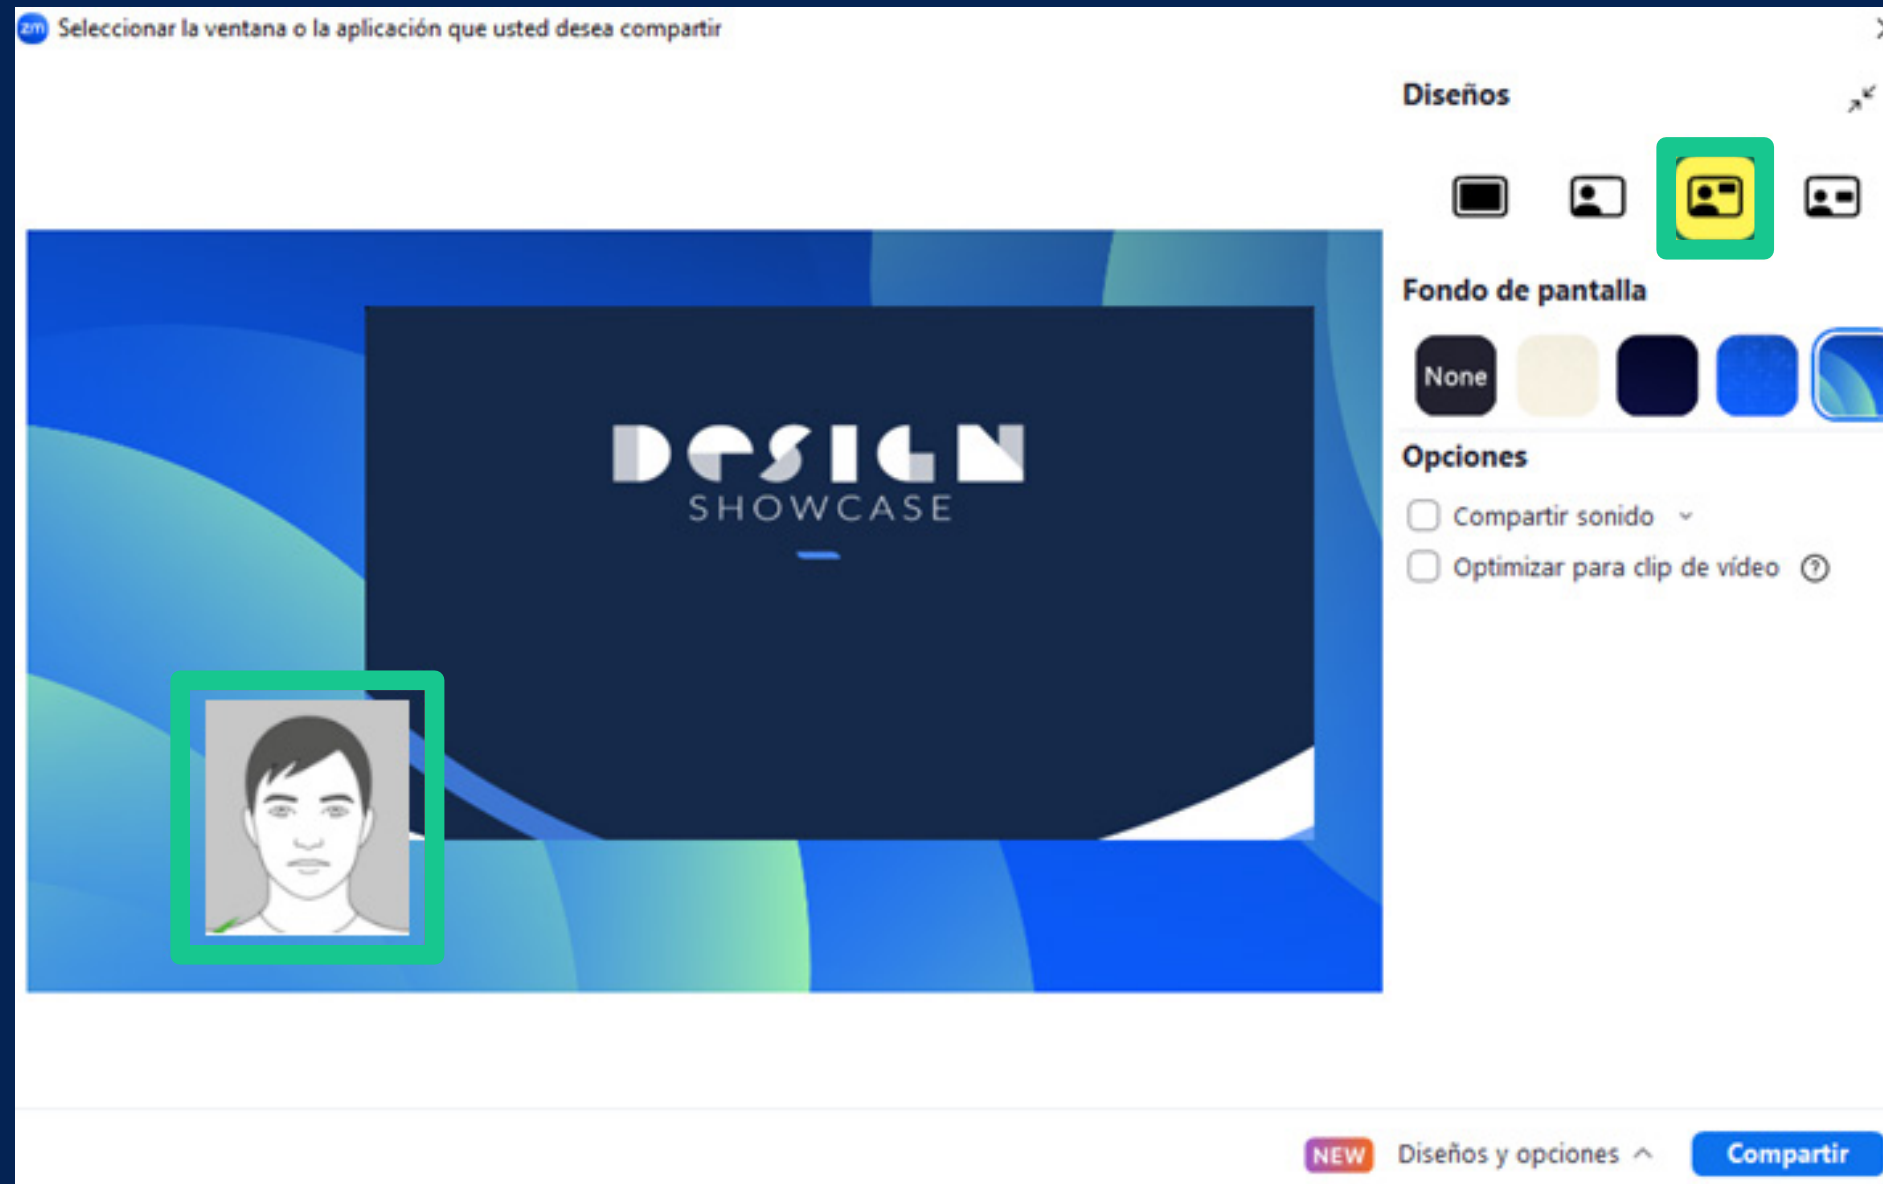 zm Seleccionar la ventana o la aplicación que usted desea compartir
Diseños
Fondo de pantalla
None
DESIGN
SHOWCASE
Opciones
Compartir sonido
Optimizar para clip de vídeo
NEW Diseños y opciones Compartir